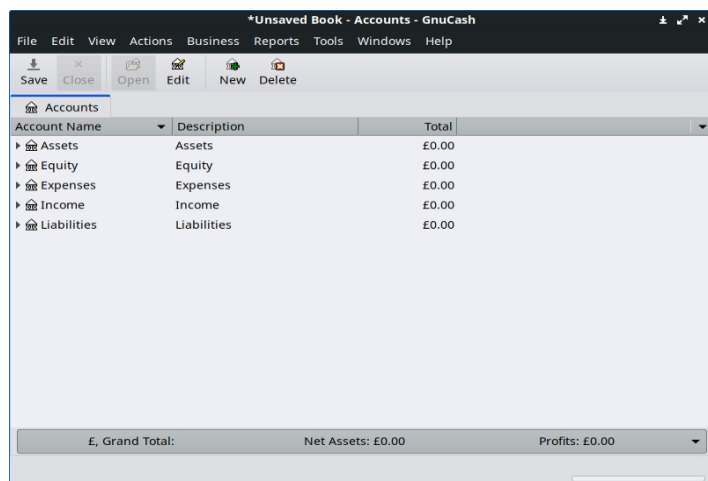 *Unsaved Book - Accounts - GnuCash
File Edit View Actions Business Reports Tools Windows Help
Save Close Open Edit New Delete
Accounts
Account Name Description Total
Assets Assets £0.00
Equity Equity £0.00
Expenses Expenses £0.00
Income Income £0.00
Liabilities Liabilities £0.00
£, Grand Total: Net Assets: £0.00 Profits: £0.00